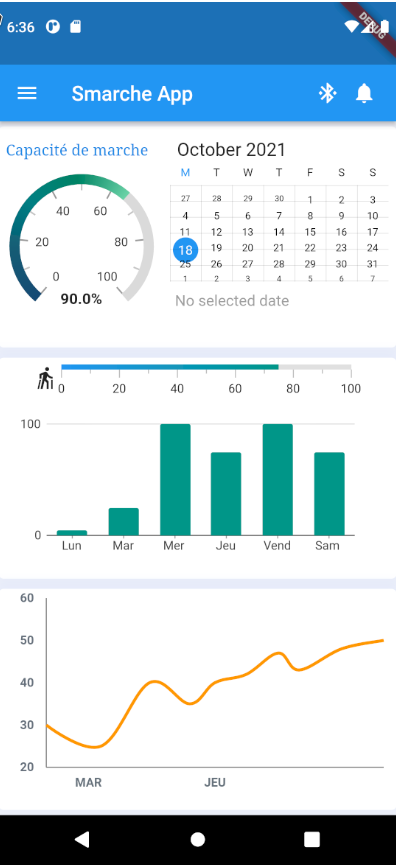 6:36
DEBUG
Smarche App
Capacité de marche
October 2021
M T W T F S S
27 28 29 30 1 2 3
4 5 6 7 8 9 10
11 12 13 14 15 16 17
18 19 20 21 22 23 24
25 26 27 28 29 30 31
1 2 3 4 5 6 7
No selected date
0 20 40 60 80 100
90.0%
0 20 40 60 80 100
100
0
Lun Mar Mer Jeu Vend Sam
60
50
40
30
20
MAR JEU